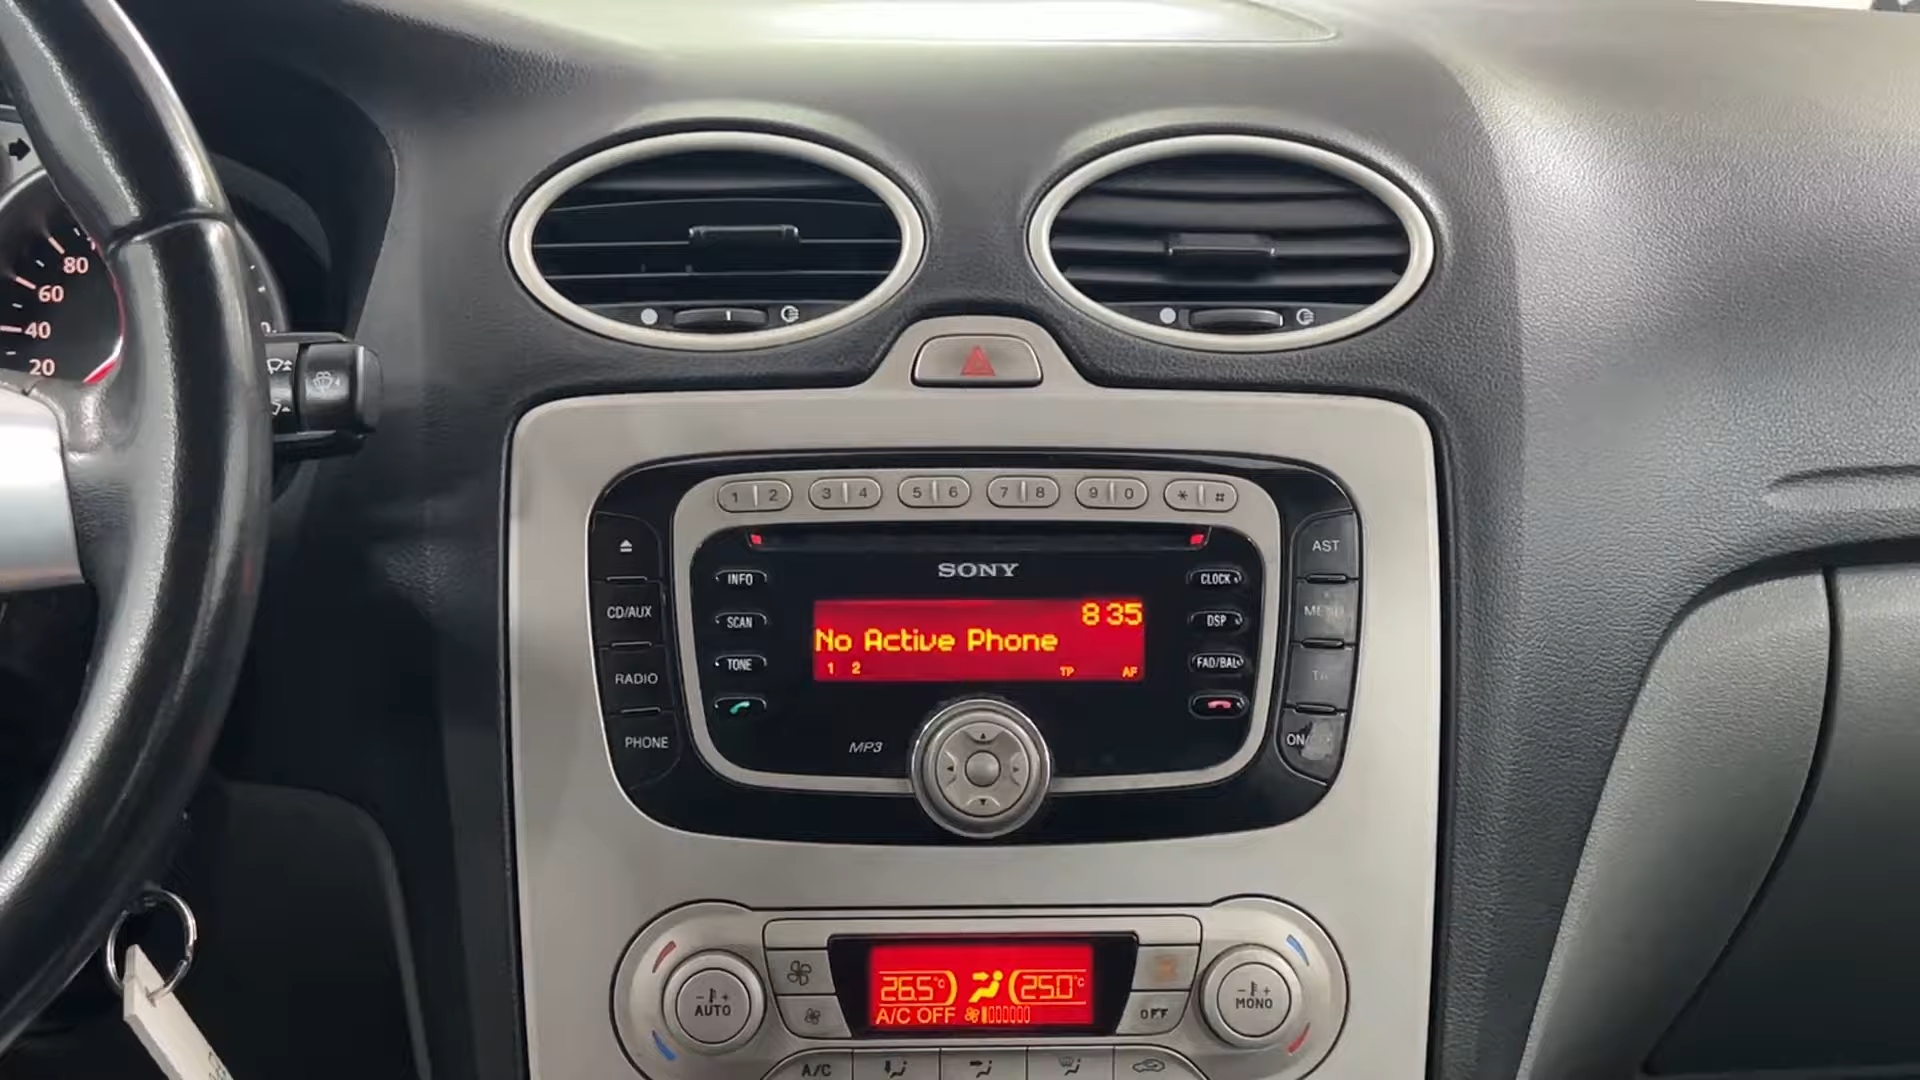 80
60
40
20
1 2 3 4 5 6 7 8 9 0 * #
AST
SONY
INFO
CLOCK
CD/AUX
SCAN
DSP
8 35
No Active Phone
1 2 TP AF
TONE
FAD/BAL
RADIO
PHONE
MP3
26.5°C
25.0°C
A/C OFF
AUTO
MONO
OFF
A/C